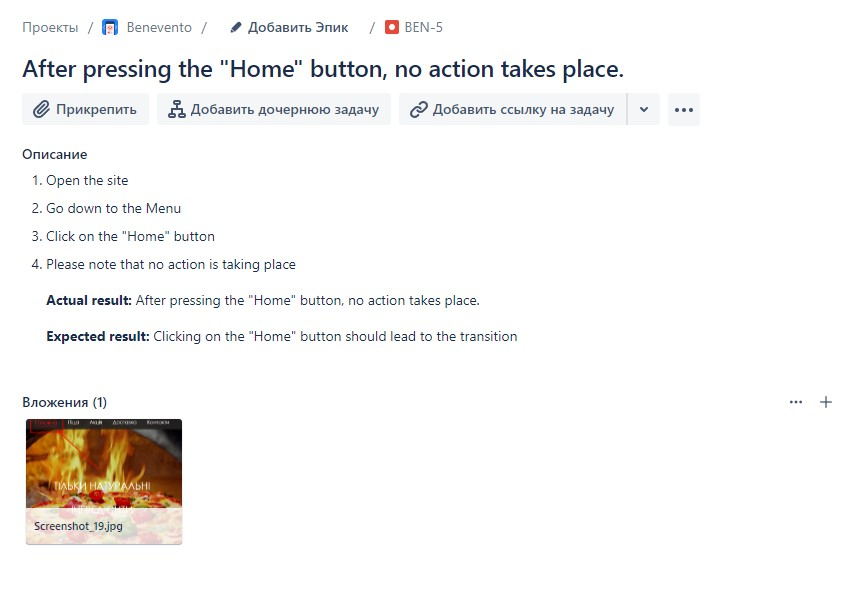 Проекты / Benevento / Добавить Эпик / BEN-5
After pressing the "Home" button, no action takes place.
Прикрепить Добавить дочернюю задачу Добавить ссылку на задачу
Описание
1. Open the site
2. Go down to the Menu
3. Click on the "Home" button
4. Please note that no action is taking place
Actual result: After pressing the "Home" button, no action takes place.
Expected result: Clicking on the "Home" button should lead to the transition
Вложения (1)
Піца Акції Доставка Контакти
ТІЛЬКИ НАТУРАЛЬНІ
ІНГРЕДІЄНТИ
Screenshot_19.jpg